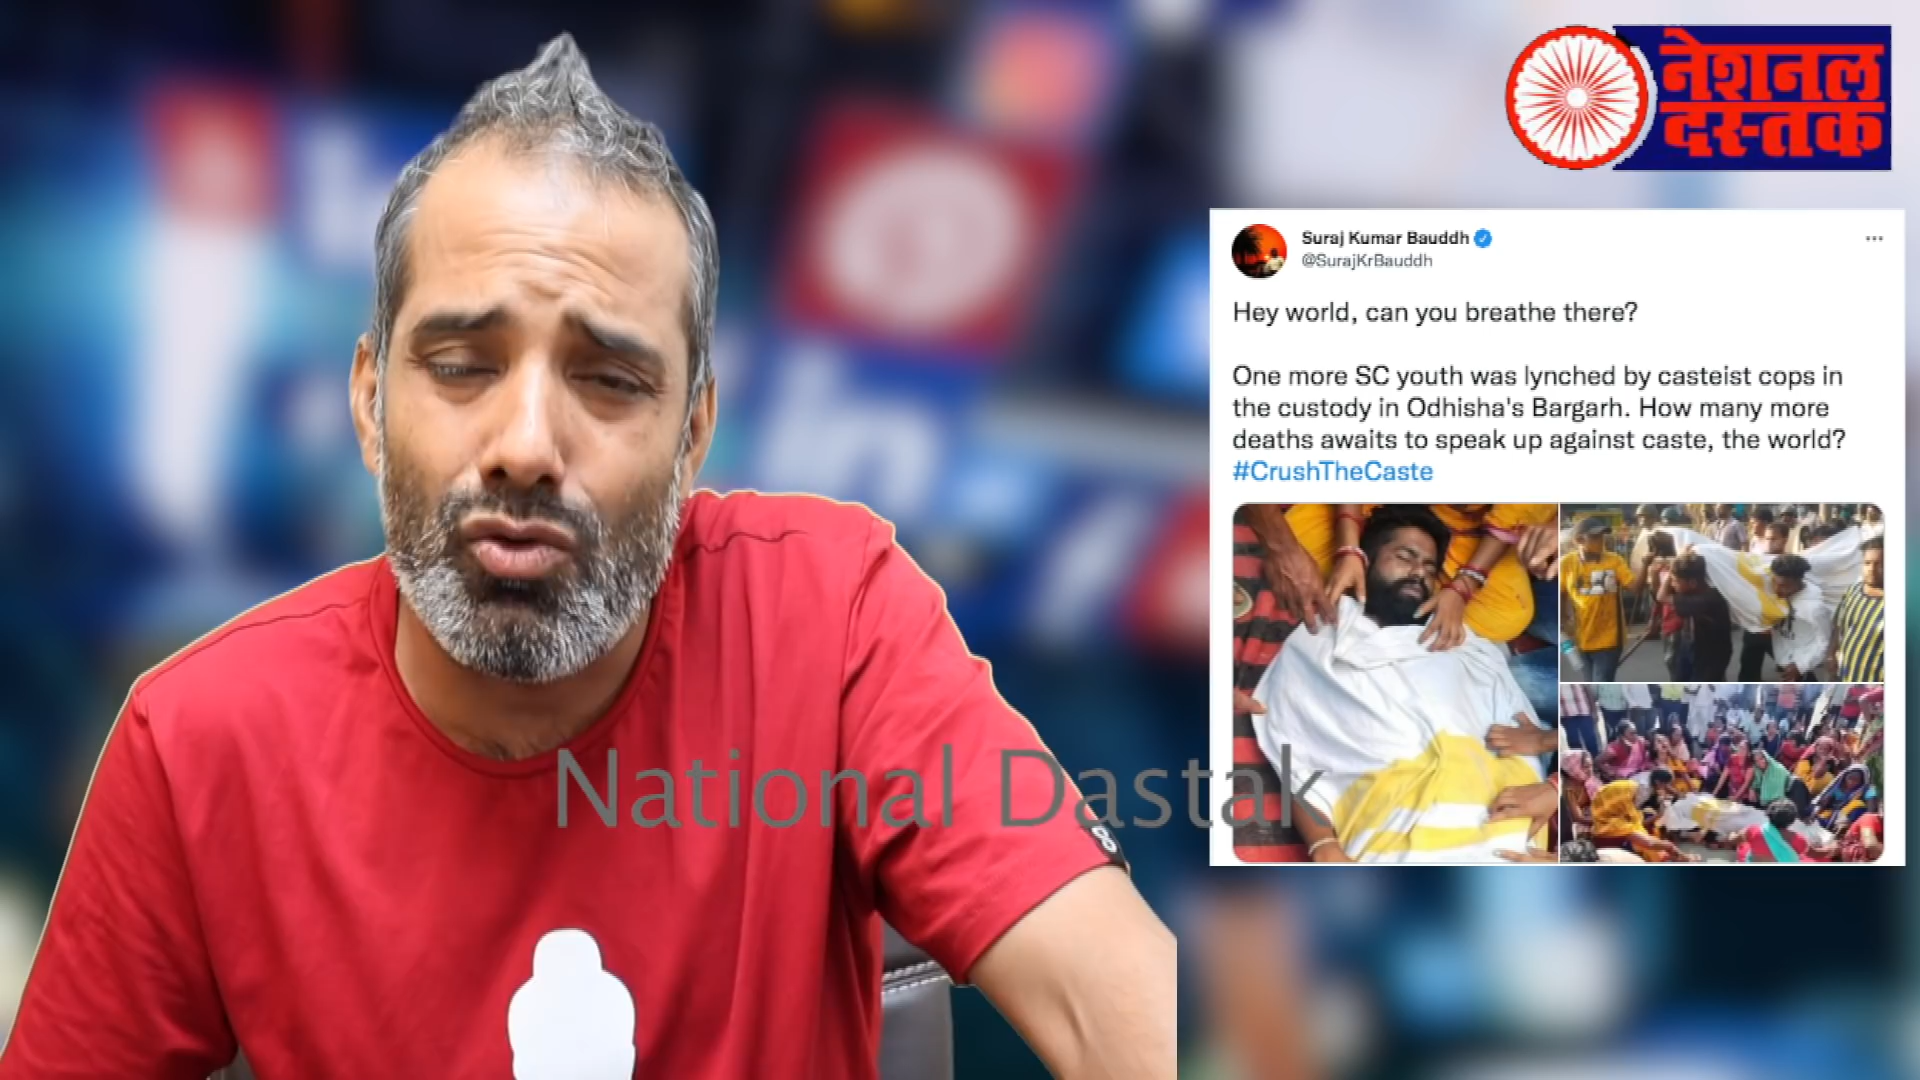 नेशनल
दस्तक
Suraj Kumar Bauddh
@SurajKrBauddh
Hey world, can you breathe there?
One more SC youth was lynched by casteist cops in
the custody in Odhisha's Bargarh. How many more
deaths awaits to speak up against caste, the world?
#CrushTheCaste
National Dastak